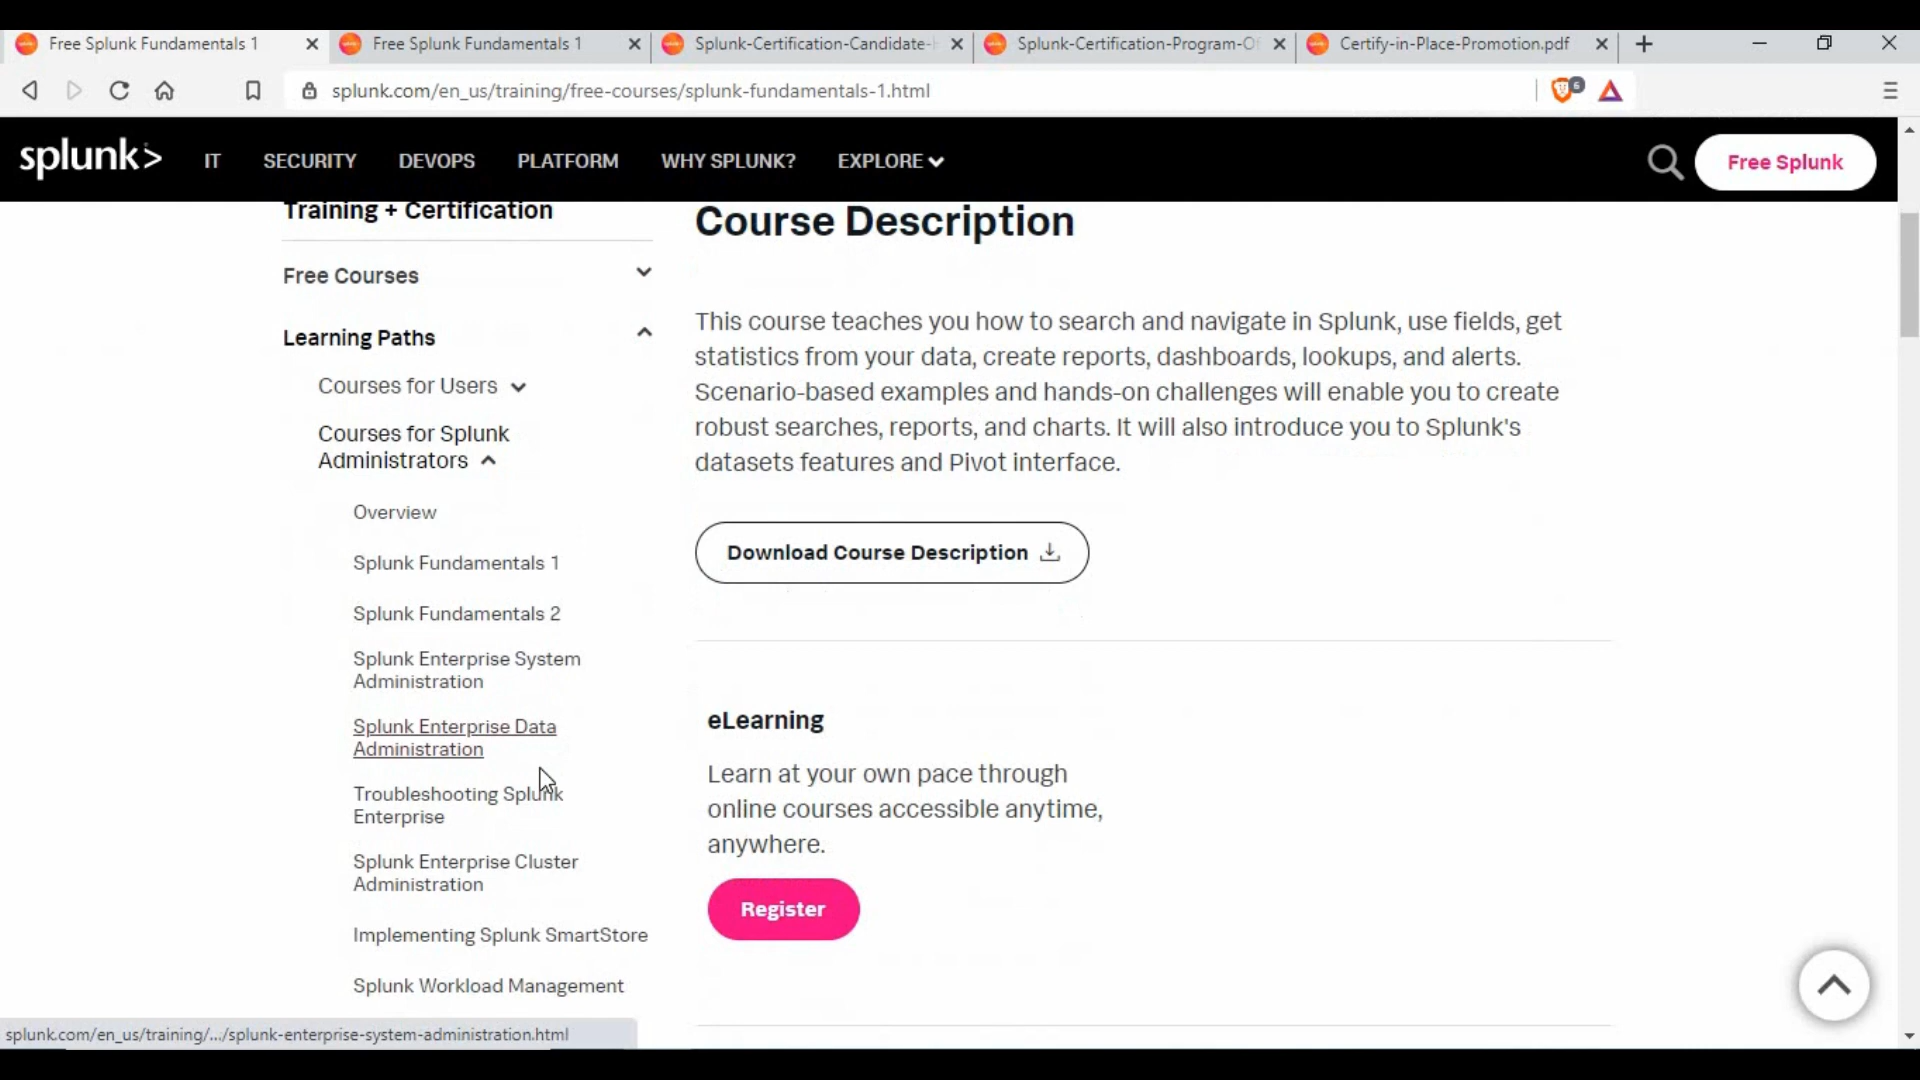 Free Splunk Fundamentals 1
Free Splunk Fundamentals 1
Splunk-Certification-Candidate-
Splunk-Certification-Program-O
Certify-in-Place-Promotion.pdf
splunk.com/en_us/training/free-courses/splunk-fundamentals-1.html
6
splunk>
IT
SECURITY
DEVOPS
PLATFORM
WHY SPLUNK?
EXPLORE
Free Splunk
Training + Certification
Free Courses
Learning Paths
Courses for Users
Courses for Splunk
Administrators
Overview
Splunk Fundamentals 1
Splunk Fundamentals 2
Splunk Enterprise System
Administration
Splunk Enterprise Data
Administration
Troubleshooting Splunk
Enterprise
Splunk Enterprise Cluster
Administration
Implementing Splunk SmartStore
Splunk Workload Management
Course Description
This course teaches you how to search and navigate in Splunk, use fields, get
statistics from your data, create reports, dashboards, lookups, and alerts.
Scenario-based examples and hands-on challenges will enable you to create
robust searches, reports, and charts. It will also introduce you to Splunk's
datasets features and Pivot interface.
Download Course Description
eLearning
Learn at your own pace through
online courses accessible anytime,
anywhere.
Register
splunk.com/en_us/training/.../splunk-enterprise-system-administration.html